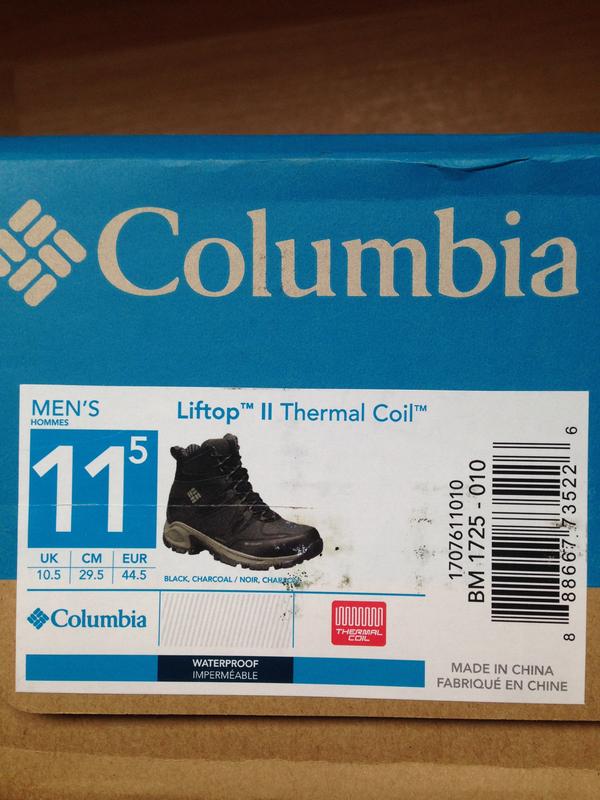 Columbia
MEN'S
HOMMES
11⁵
UK CM EUR
10.5 29.5 44.5
Liftop™ II Thermal Coil™
BLACK, CHARCOAL / NOIR,
Columbia
THERMAL
COIL
WATERPROOF
IMPERMÉABLE
1707611010
BM 1725 - 010
8 88667 73522 6
MADE IN CHINA
FABRIQUÉ EN CHINE